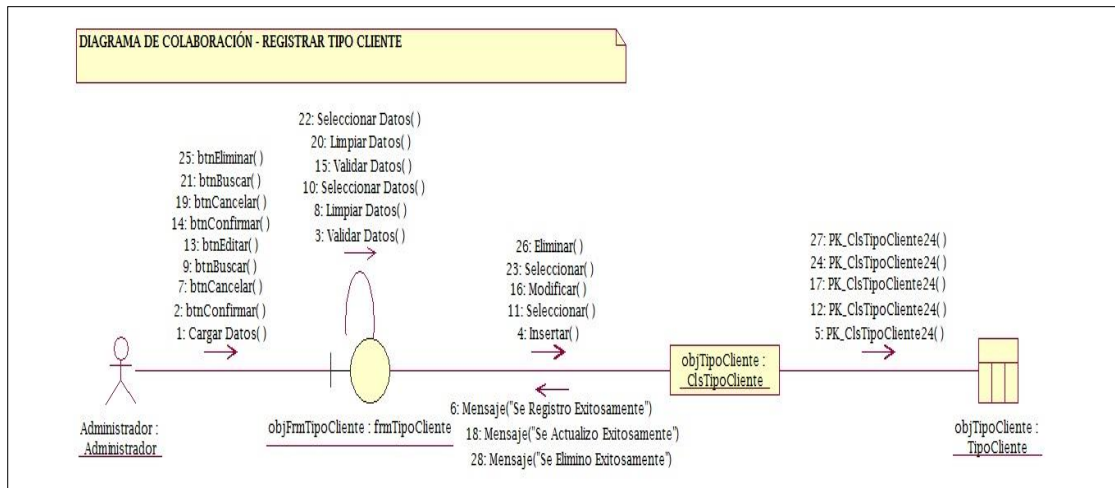 DIAGRAMA DE COLABORACIÓN - REGISTRAR TIPO CLIENTE
22: Seleccionar Datos( )
20: Limpiar Datos( )
15: Validar Datos( )
10: Seleccionar Datos( )
8: Limpiar Datos( )
3: Validar Datos( )
25: btnEliminar( )
21: btnBuscar( )
19: btnCancelar( )
14: btnConfirmar( )
13: btnEditar( )
9: btnBuscar( )
7: btnCancelar( )
2: btnConfirmar( )
1: Cargar Datos( )
26: Eliminar( )
23: Seleccionar( )
16: Modificar( )
11: Seleccionar( )
4: Insertar( )
27: PK_ClsTipoCliente24( )
24: PK_ClsTipoCliente24( )
17: PK_ClsTipoCliente24( )
12: PK_ClsTipoCliente24( )
5: PK_ClsTipoCliente24( )
objTipoCliente :
ClsTipoCliente
6: Mensaje("Se Registro Exitosamente")
18: Mensaje("Se Actualizo Exitosamente")
28: Mensaje("Se Elimino Exitosamente")
Administrador :
Administrador
objFrmTipoCliente : frmTipoCliente
objTipoCliente :
TipoCliente